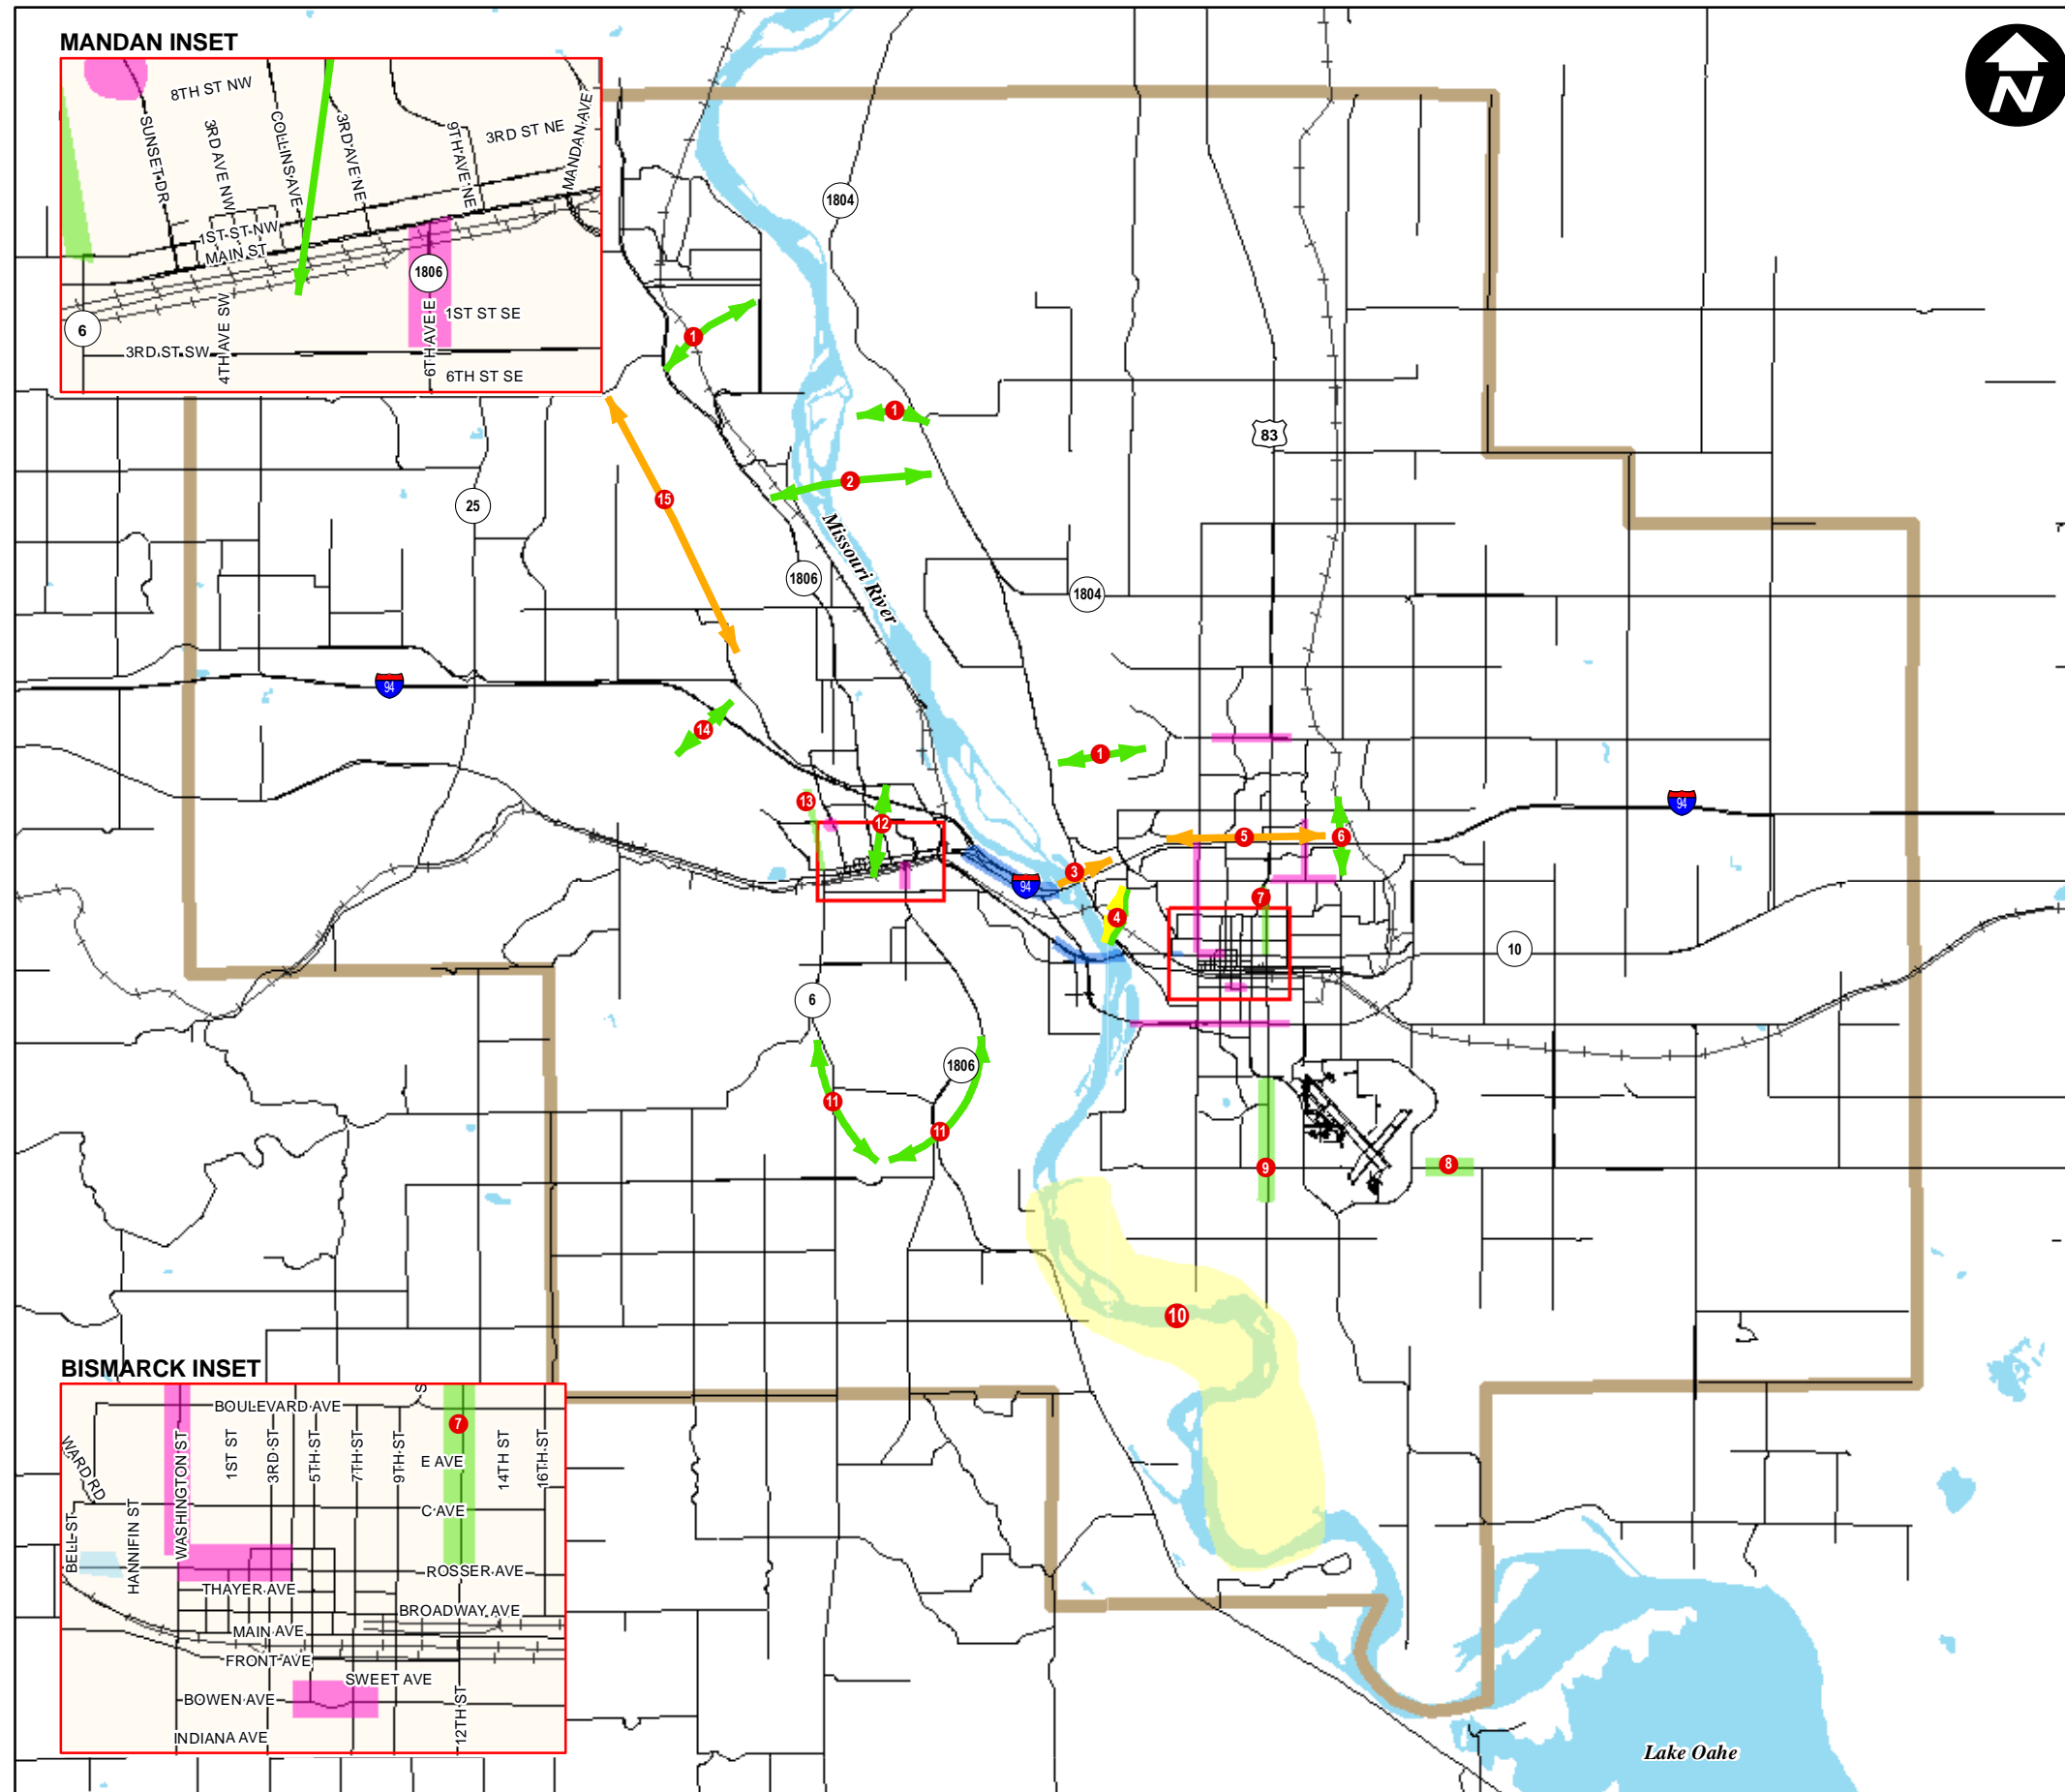 MANDAN INSET
8TH ST NW
SUNSET DR
3RD AVE NW
COLLINS AVE
3RD AVE NE
9TH AVE NE
3RD ST NE
MANDAN AVE
1ST ST NW
MAIN ST
1806
6
4TH AVE SW
6TH AVE E
1ST ST SE
3RD ST SW
6TH ST SE
N
1804
1
1
83
2
15
25
Missouri River
1806
1804
94
14
1
13
12
94
5
6
3
94
7
4
10
6
1806
11
11
9
8
10
BISMARCK INSET
BOULEVARD AVE
S
7
WARD RD
WASHINGTON ST
1ST ST
3RD ST
5TH ST
7TH ST
9TH ST
E AVE
14TH ST
16TH ST
C AVE
BELL ST
HANNIFIN ST
ROSSER AVE
THAYER AVE
BROADWAY AVE
MAIN AVE
FRONT AVE
SWEET AVE
BOWEN AVE
12TH ST
INDIANA AVE
Lake Oahe